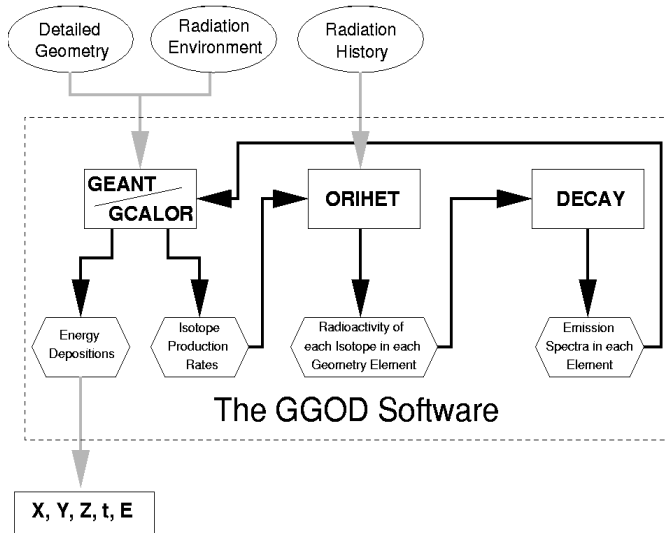 Detailed
Geometry
Radiation
Environment
Radiation
History
GEANT
GCALOR
ORIHET
DECAY
Energy
Depositions
Isotope
Production
Rates
Radioactivity of
each Isotope in each
Geometry Element
Emission
Spectra in each
Element
The GGOD Software
X, Y, Z, t, E